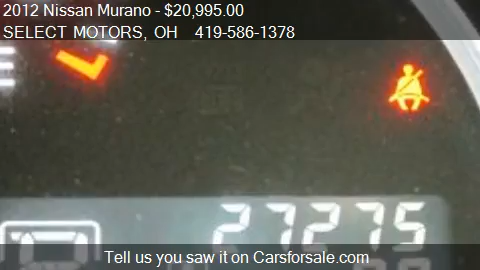 2012 Nissan Murano - $20,995.00
SELECT MOTORS, OH 419-586-1378
E
27275
Tell us you saw it on Carsforsale.com